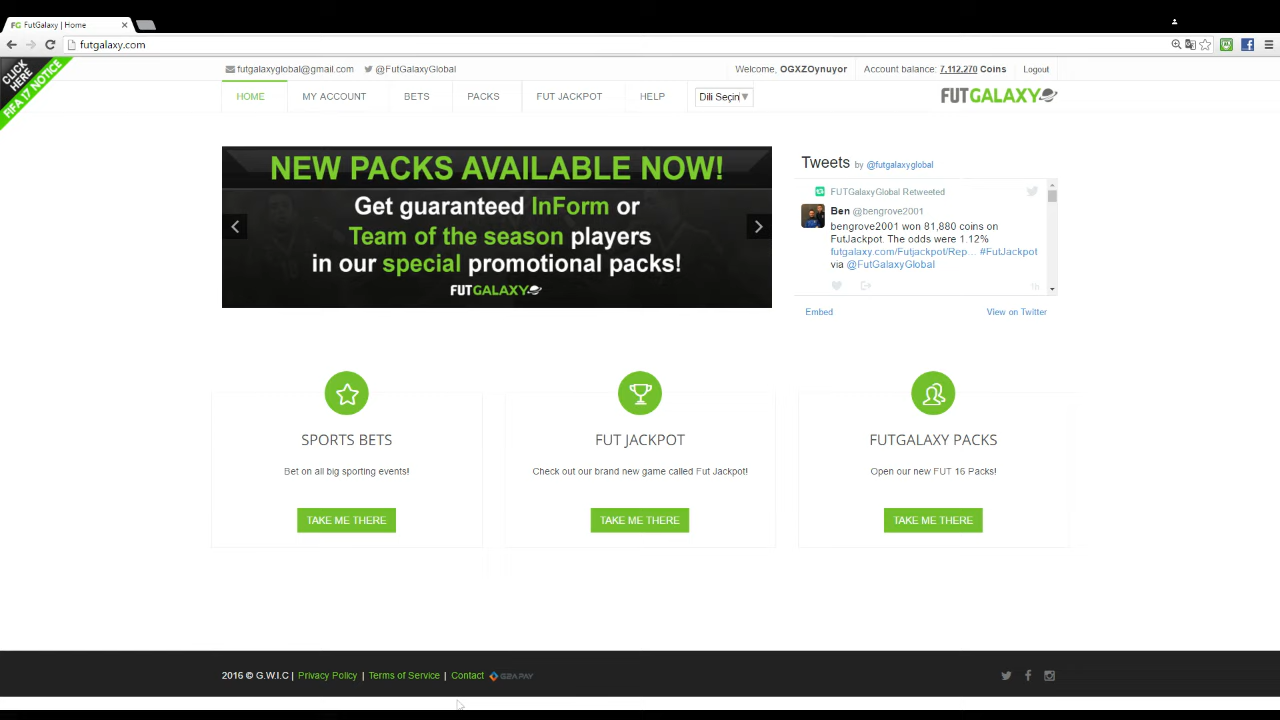 FutGalaxy | Home
futgalaxy.com
CLICK HERE
FIFA 17 NOTICE
futgalaxyglobal@gmail.com @FutGalaxyGlobal
Welcome, OGXZOynuyor Account balance: 7,112,270 Coins Logout
HOME MY ACCOUNT BETS PACKS FUT JACKPOT HELP Dili Seçin
FUTGALAXY
NEW PACKS AVAILABLE NOW!
Get guaranteed InForm or
Team of the season players
in our special promotional packs!
FUTGALAXY
Tweets by @futgalaxyglobal
FUTGalaxyGlobal Retweeted
Ben @bengrove2001
bengrove2001 won 81,880 coins on
FutJackpot. The odds were 1.12%
futgalaxy.com/Futjackpot/Rep... #FutJackpot
via @FutGalaxyGlobal
1h
Embed View on Twitter
SPORTS BETS
Bet on all big sporting events!
TAKE ME THERE
FUT JACKPOT
Check out our brand new game called Fut Jackpot!
TAKE ME THERE
FUTGALAXY PACKS
Open our new FUT 16 Packs!
TAKE ME THERE
2016 © G.W.I.C | Privacy Policy | Terms of Service | Contact G2A PAY